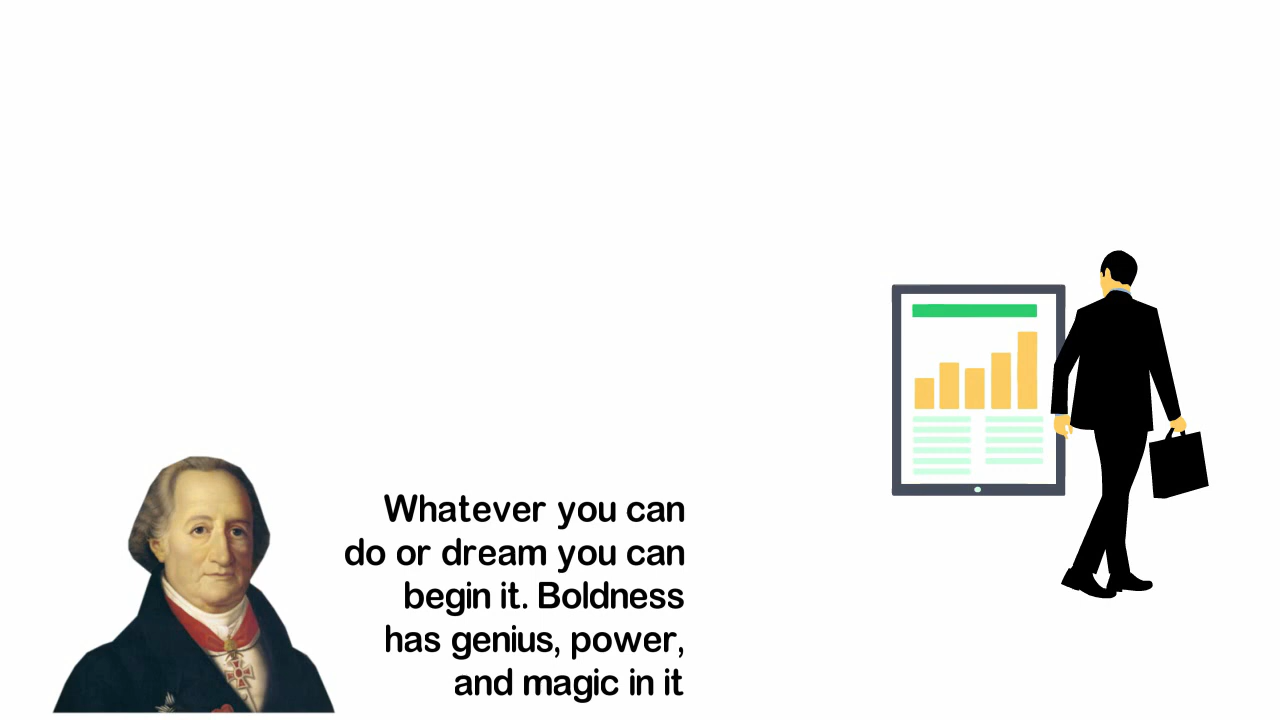 Whatever you can
do or dream you can
begin it. Boldness
has genius, power,
and magic in it